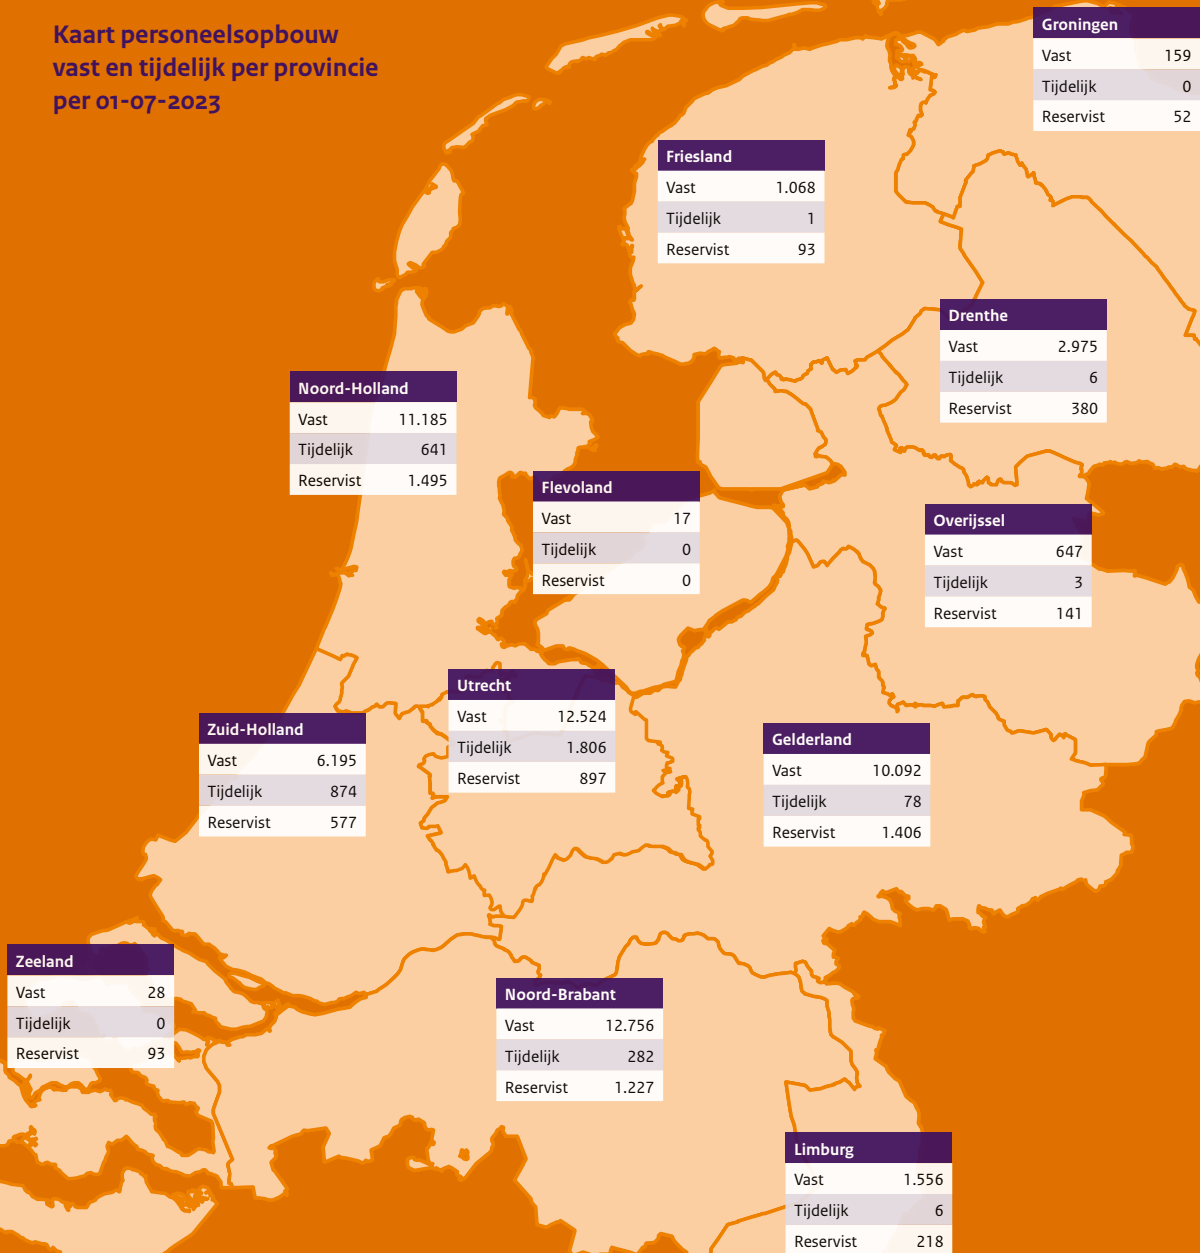 Kaart personeelsopbouw
vast en tijdelijk per provincie
per 01-07-2023
Groningen
Vast 159
Tijdelijk 0
Reservist 52
Friesland
Vast 1.068
Tijdelijk 1
Reservist 93
Drenthe
Vast 2.975
Tijdelijk 6
Reservist 380
Noord-Holland
Vast 11.185
Tijdelijk 641
Reservist 1.495
Flevoland
Vast 17
Tijdelijk 0
Reservist 0
Overijssel
Vast 647
Tijdelijk 3
Reservist 141
Utrecht
Vast 12.524
Tijdelijk 1.806
Reservist 897
Zuid-Holland
Vast 6.195
Tijdelijk 874
Reservist 577
Gelderland
Vast 10.092
Tijdelijk 78
Reservist 1.406
Zeeland
Vast 28
Tijdelijk 0
Reservist 93
Noord-Brabant
Vast 12.756
Tijdelijk 282
Reservist 1.227
Limburg
Vast 1.556
Tijdelijk 6
Reservist 218